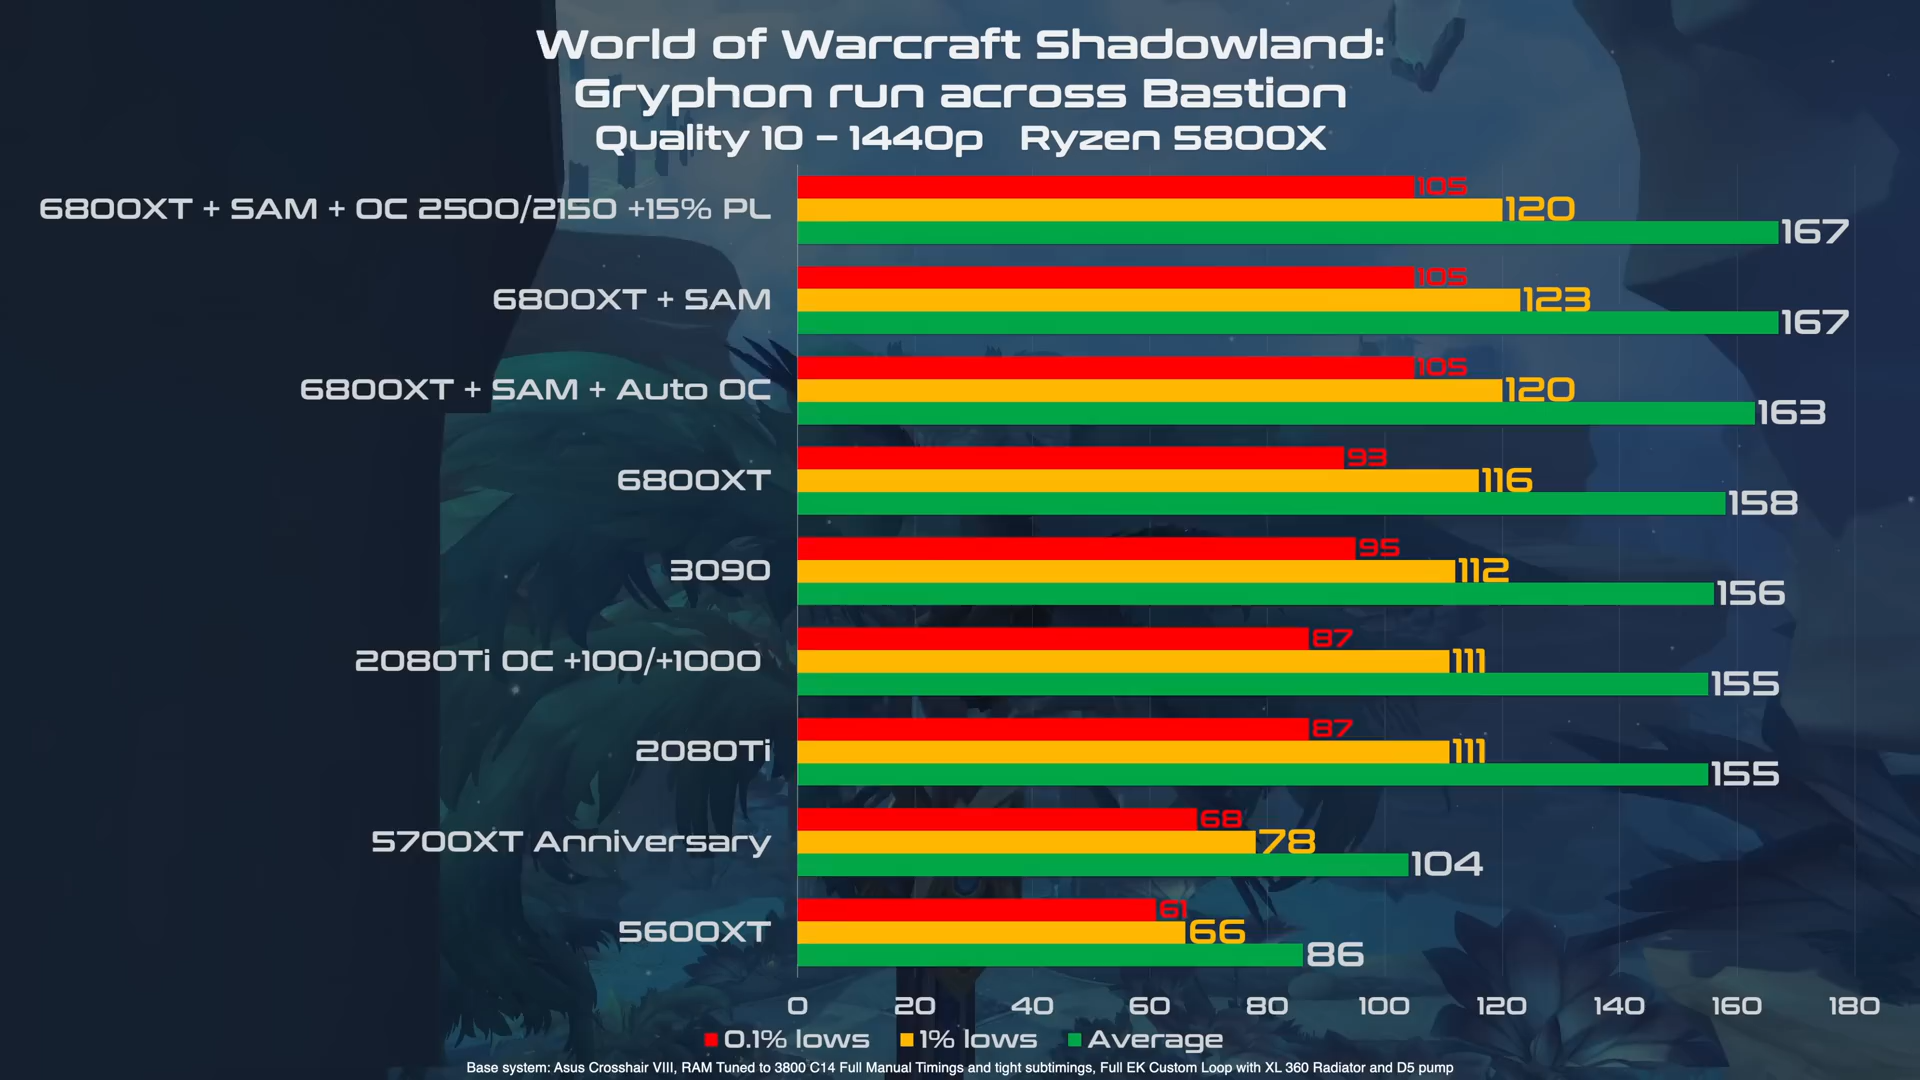 World of Warcraft Shadowland:
Gryphon run across Bastion
Quality 10 – 1440p Ryzen 5800X
6800XT + SAM + OC 2500/2150 +15% PL
105
120
167
6800XT + SAM
105
123
167
6800XT + SAM + Auto OC
105
120
163
6800XT
93
116
158
3090
95
112
156
2080Ti OC +100/+1000
87
111
155
2080Ti
87
111
155
5700XT Anniversary
68
78
104
5600XT
61
66
86
0 20 40 60 80 100 120 140 160 180
0.1% lows 1% lows Average
Base system: Asus Crosshair VIII, RAM Tuned to 3800 C14 Full Manual Timings and tight subtimings, Full EK Custom Loop with XL 360 Radiator and D5 pump